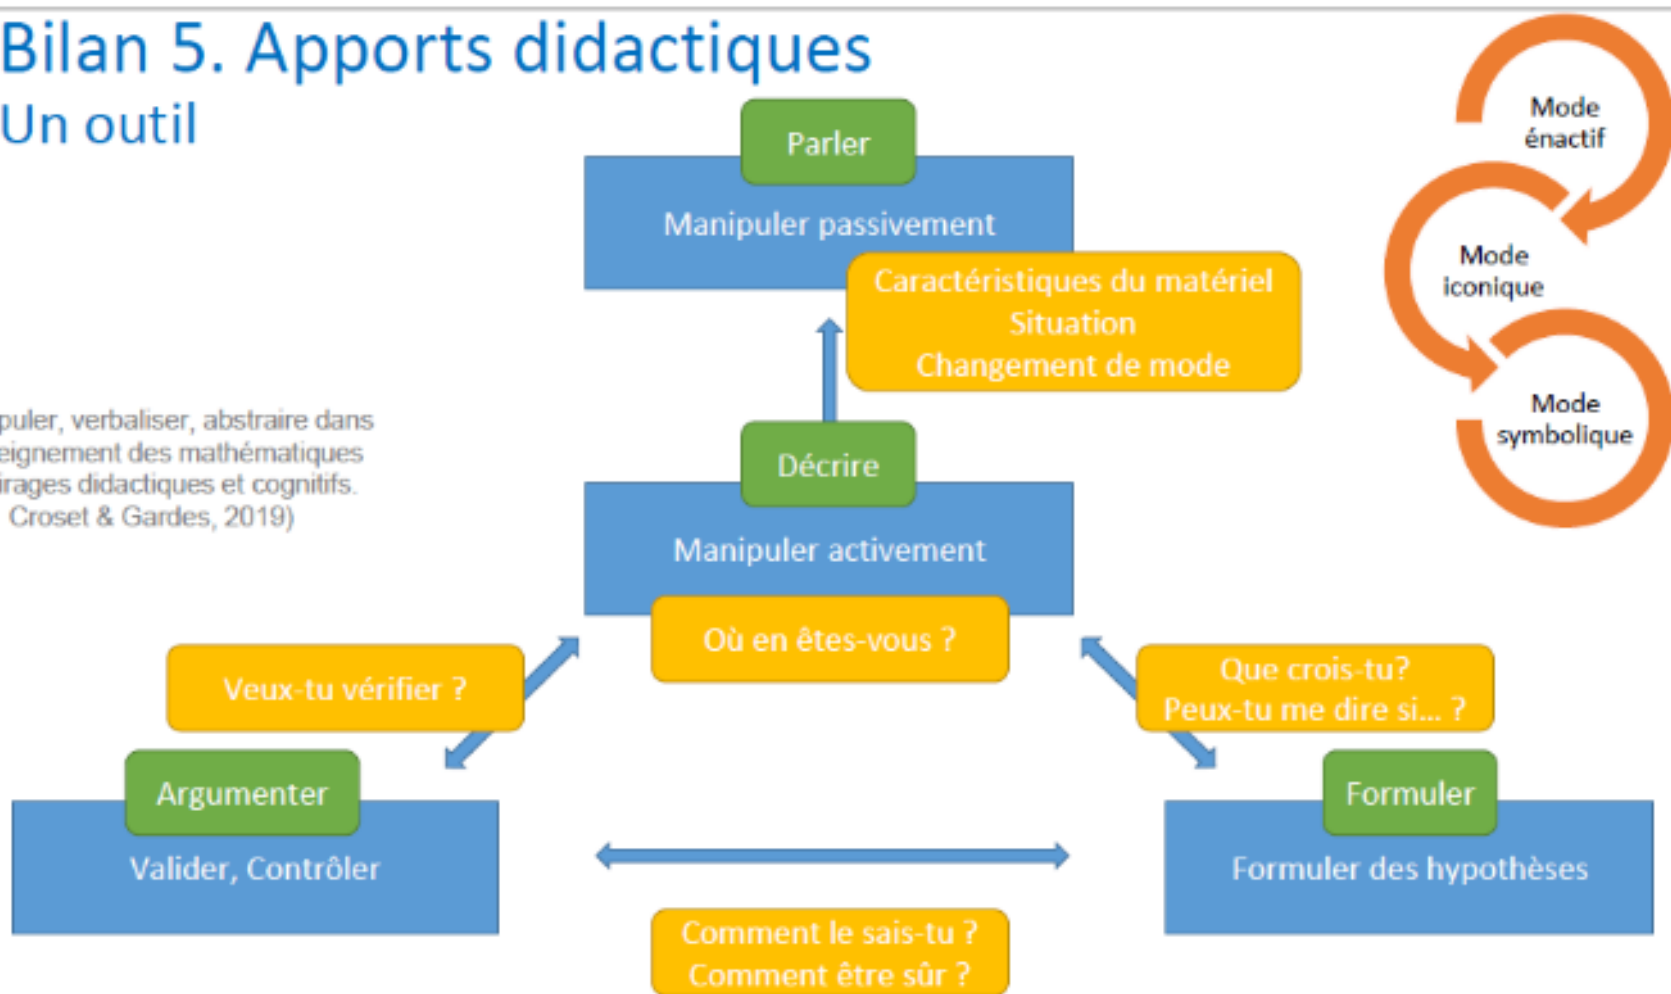 Bilan 5. Apports didactiques
Un outil
Parler
Manipuler passivement
Caractéristiques du matériel
Situation
Changement de mode
Mode
énactif
Mode
iconique
Mode
symbolique
puler, verbaliser, abstraire dans
eignement des mathématiques
irages didactiques et cognitifs.
Croset & Gardes, 2019)
Décrire
Manipuler activement
Où en êtes-vous ?
Veux-tu vérifier ?
Que crois-tu?
Peux-tu me dire si... ?
Argumenter
Valider, Contrôler
Formuler
Formuler des hypothèses
Comment le sais-tu ?
Comment être sûr ?